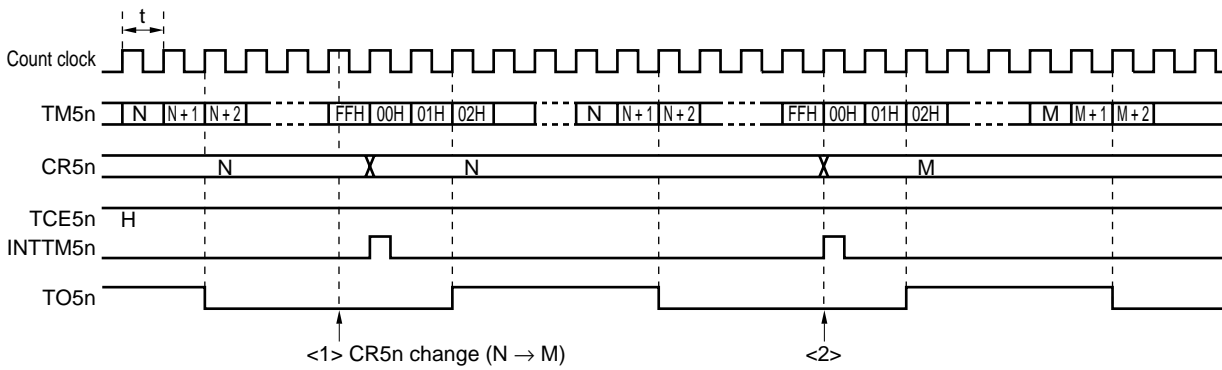 t
Count clock
TM5n N N + 1 N + 2 FFH 00H 01H 02H N N + 1 N + 2 FFH 00H 01H 02H M M + 1 M + 2
CR5n N N M
TCE5n H
INTTM5n
TO5n
<1> CR5n change (N → M) <2>